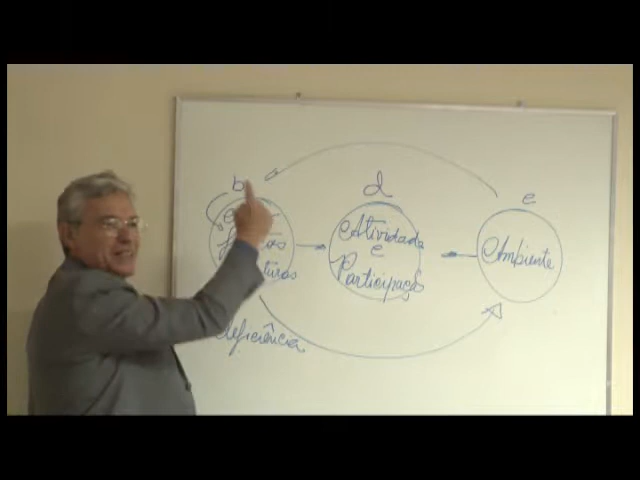 b
d
e
Atividade
e
Participação
Ambiente
deficiência